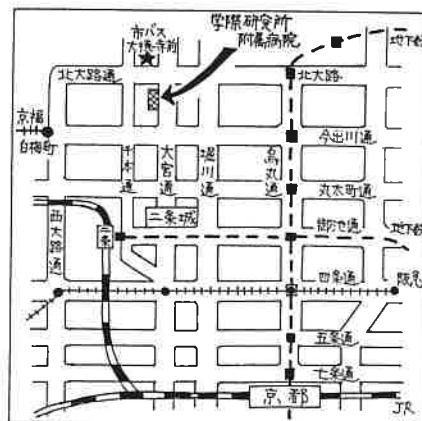 学際研究所
附属病院
市バス
大徳寺前
地下鉄
北大路通
北大路
京福
白梅町
今出川通
千本通
大宮通
堀川通
烏丸通
丸太町通
西大路通
二条城
二条
御池通
地下鉄
四条通
阪急
五条通
七条通
京都
JR